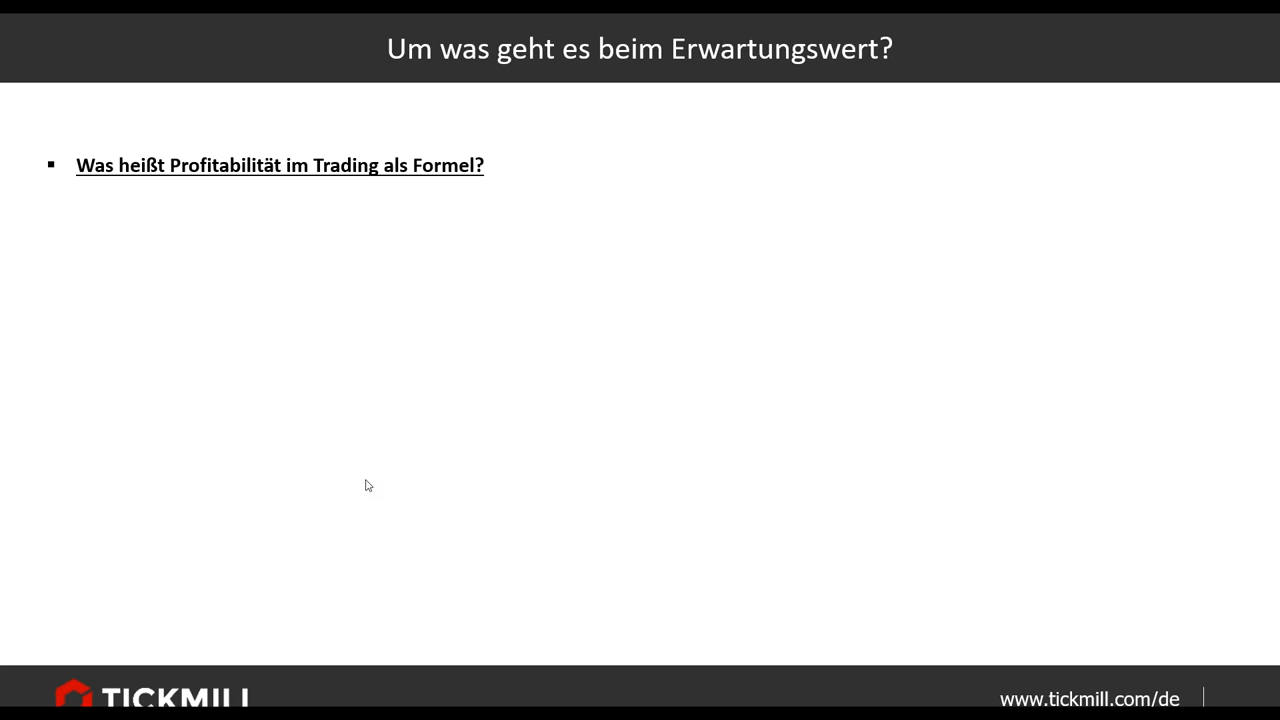 Um was geht es beim Erwartungswert?
▪ Was heißt Profitabilität im Trading als Formel?
TICKMILL
www.tickmill.com/de